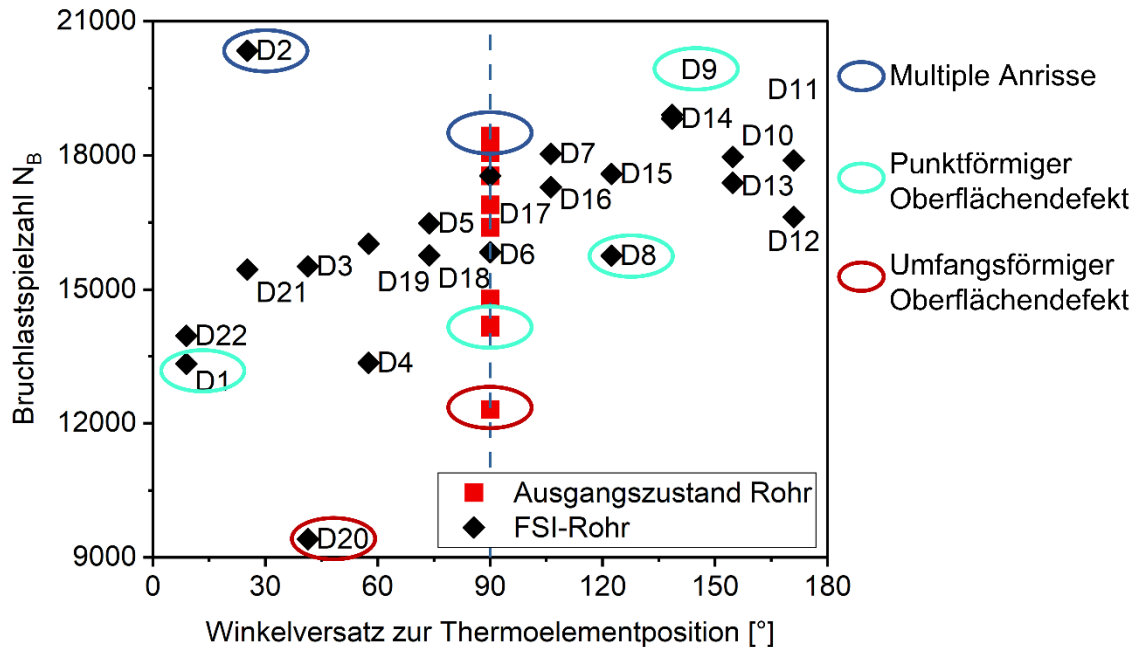 21000
18000
15000
12000
9000
Bruchlastspielzahl N_B
D2
D9
D11
D14
D10
D7
D15
D13
D16
D17
D5
D12
D6
D8
D3
D19
D18
D21
D22
D4
D1
D20
Ausgangszustand Rohr
FSI-Rohr
0
30
60
90
120
150
180
Winkelversatz zur Thermoelementposition [°]
Multiple Anrisse
Punktförmiger
Oberflächendefekt
Umfangsförmiger
Oberflächendefekt